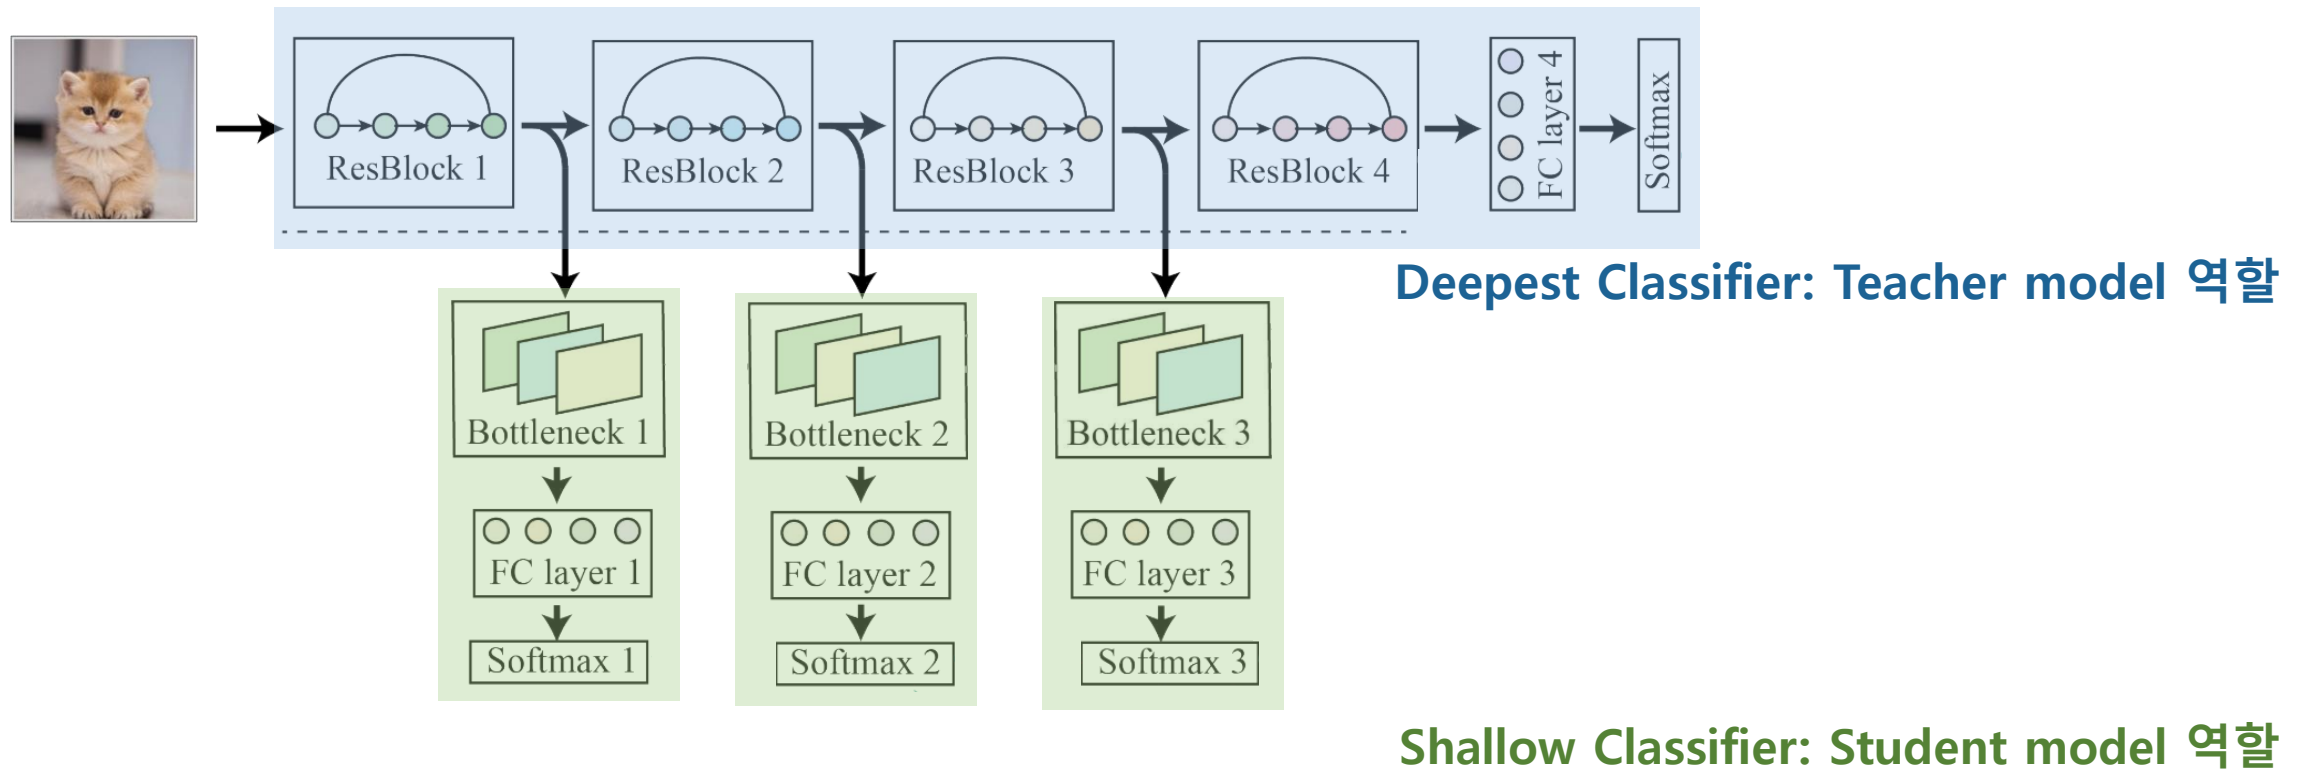 ResBlock 1
ResBlock 2
ResBlock 3
ResBlock 4
FC layer 4
Softmax
Deepest Classifier: Teacher model 역할
Bottleneck 1
Bottleneck 2
Bottleneck 3
FC layer 1
FC layer 2
FC layer 3
Softmax 1
Softmax 2
Softmax 3
Shallow Classifier: Student model 역할